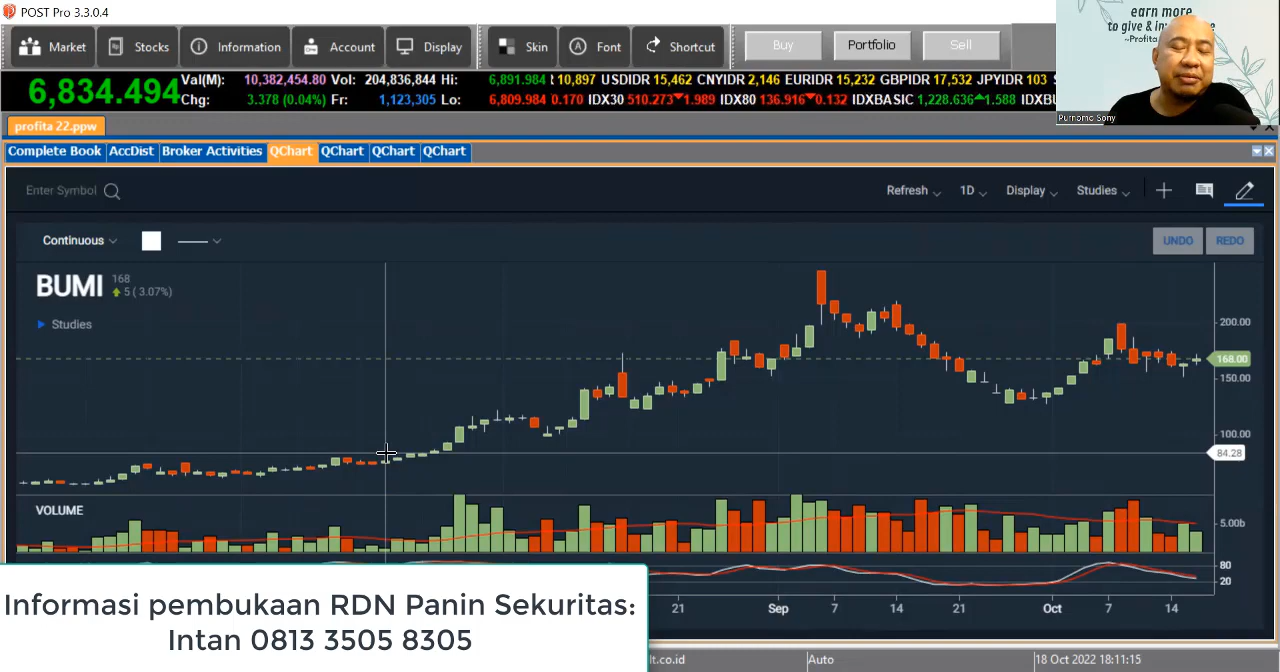 POST Pro 3.3.0.4
earn more
to give & in
~Profita
Market Stocks Information Account Display Skin Font Shortcut Buy Portfolio Sell
6,834.494 Val(M): 10,382,454.80 Vol: 204,836,844 Hi: 6,891.984 10,897 USDIDR 15,462 CNYIDR 2,146 EURIDR 15,232 GBPIDR 17,532 JPYIDR 103
Chg: 3.378 (0.04%) Fr: 1,123,305 Lo: 6,809.984 0.170 IDX30 510.273 1.989 IDX80 136.916 0.132 IDXBASIC 1,228.636 1.588 IDXBU
Purnomo Sony
profita 22.ppw
Complete Book AccDist Broker Activities QChart QChart QChart QChart
Enter Symbol Refresh 1D Display Studies
Continuous UNDO REDO
BUMI 168
5 ( 3.07%)
Studies
200.00
168.00
150.00
100.00
84.28
VOLUME
5.00b
80
20
21 Sep 7 14 21 Oct 7 14
Informasi pembukaan RDN Panin Sekuritas:
Intan 0813 3505 8305
lt.co.id Auto 18 Oct 2022 18:11:15